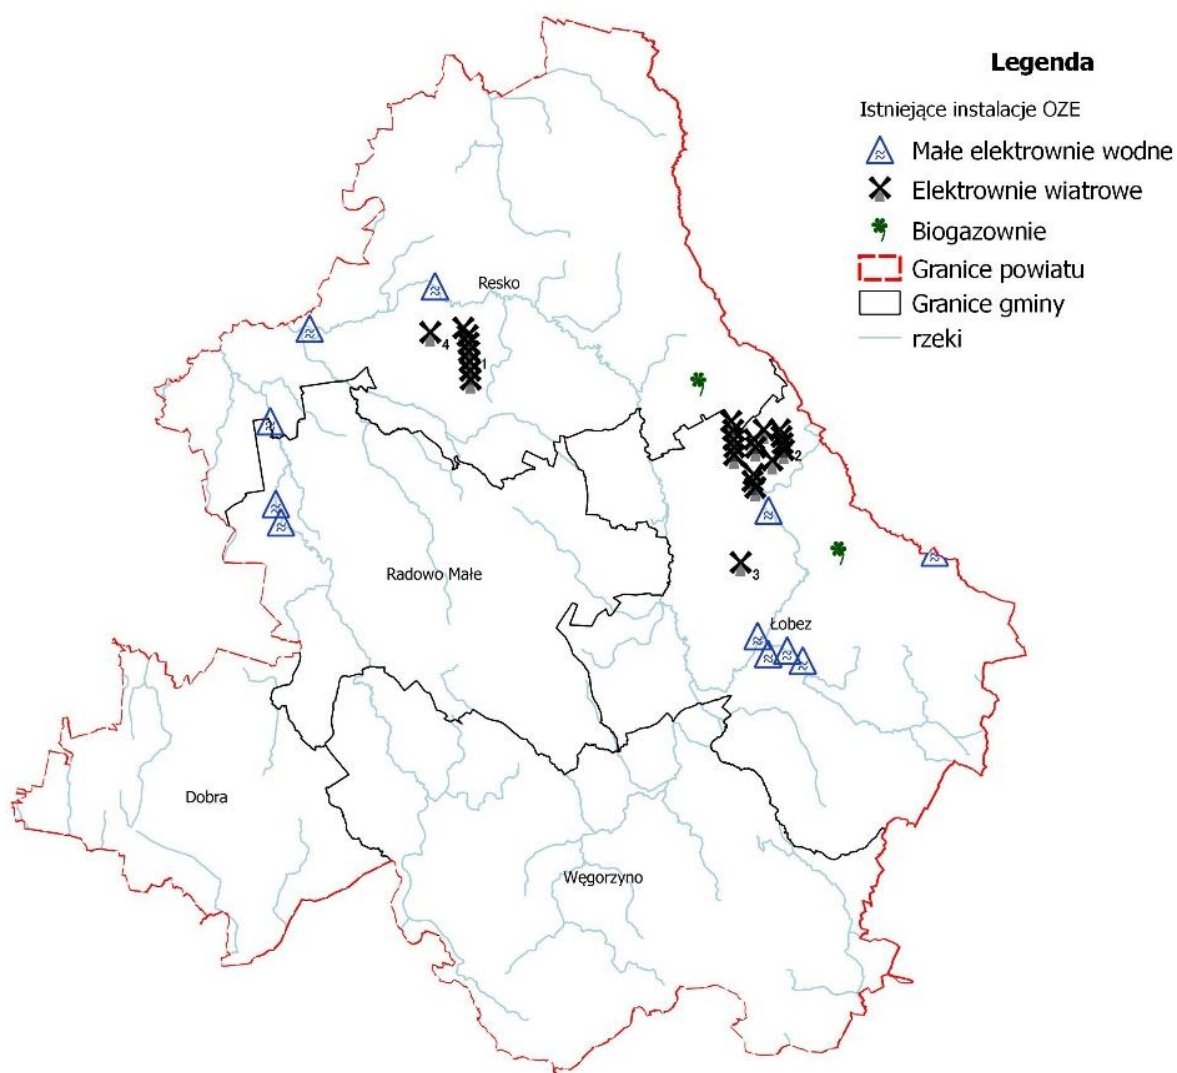 Legenda
Istniejące instalacje OZE
Małe elektrownie wodne
Elektrownie wiatrowe
Biogazownie
Granice powiatu
Granice gminy
rzeki
Resko
4
1
2
3
Radowo Małe
Łobez
Dobra
Węgorzyno